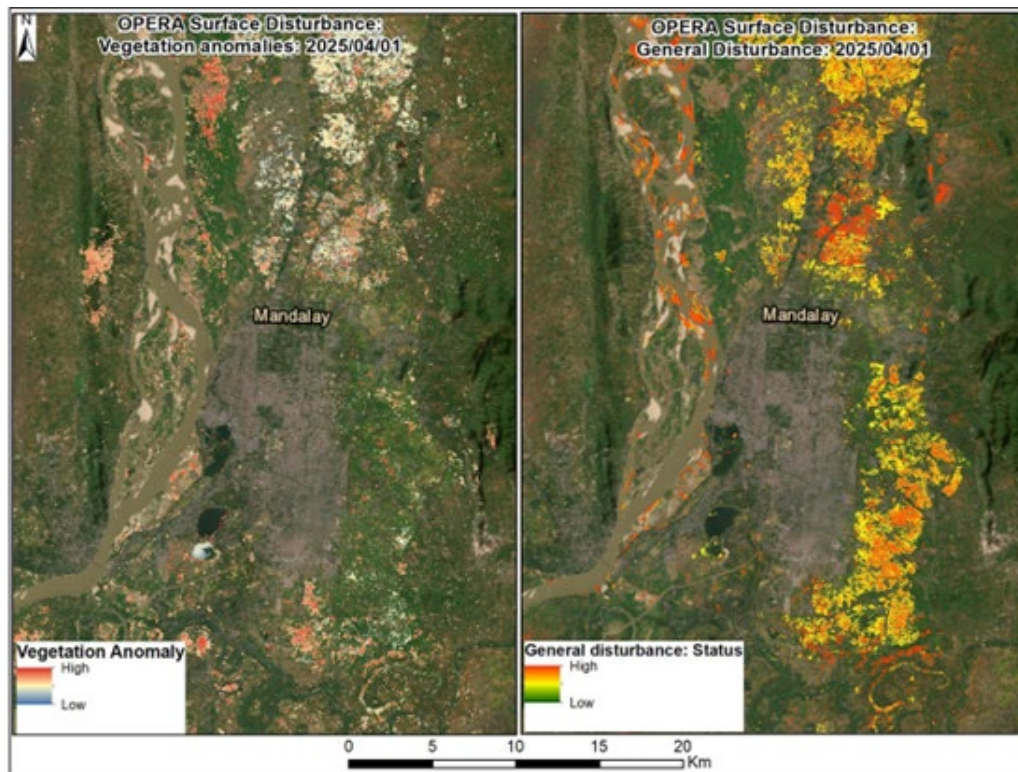 N
OPERA Surface Disturbance:
Vegetation anomalies: 2025/04/01
Mandalay
Vegetation Anomaly
High
Low
OPERA Surface Disturbance:
General Disturbance: 2025/04/01
Mandalay
General disturbance: Status
High
Low
0 5 10 15 20
Km